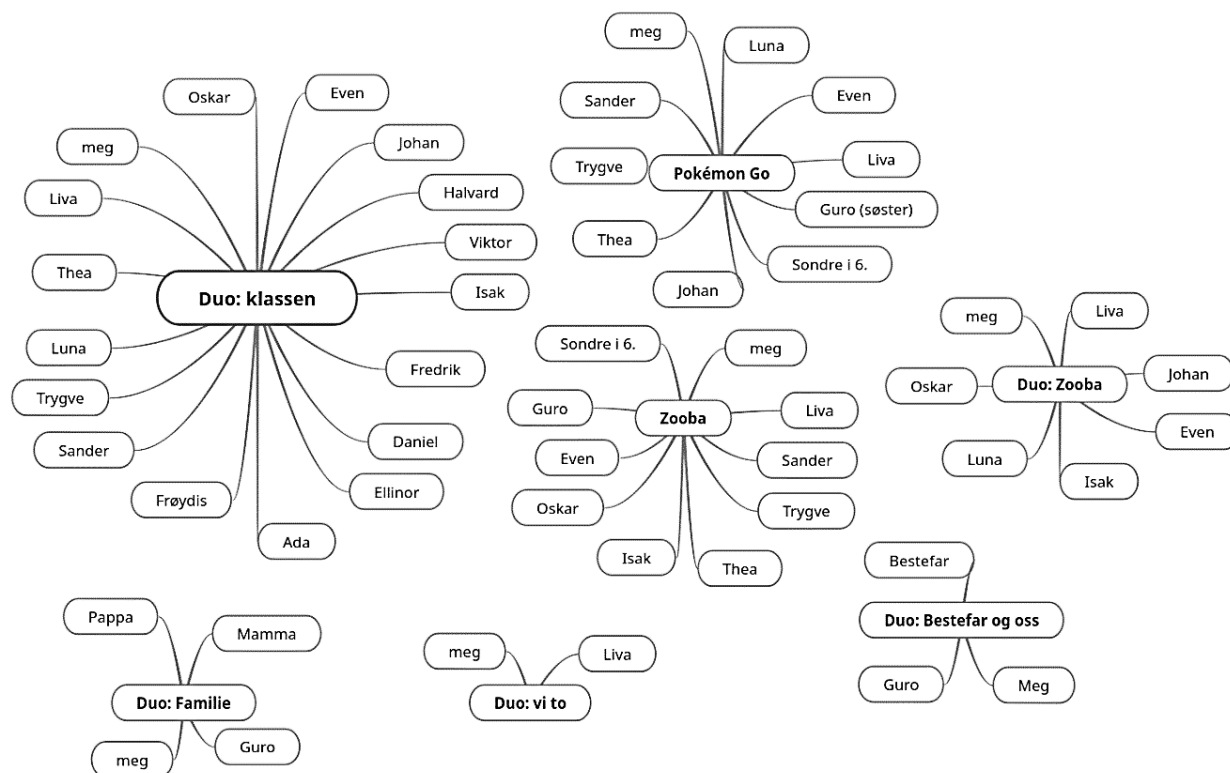 Duo: klassen
Oskar
Even
meg
Johan
Liva
Halvard
Viktor
Thea
Isak
Luna
Fredrik
Trygve
Daniel
Sander
Ellinor
Frøydis
Ada
Pokémon Go
meg
Luna
Sander
Even
Trygve
Liva
Guro (søster)
Thea
Sondre i 6.
Johan
Zooba
Sondre i 6.
meg
Guro
Liva
Even
Sander
Oskar
Trygve
Isak
Thea
Duo: Zooba
meg
Liva
Oskar
Johan
Luna
Even
Isak
Duo: Familie
Pappa
Mamma
meg
Guro
Duo: vi to
meg
Liva
Duo: Bestefar og oss
Bestefar
Guro
Meg